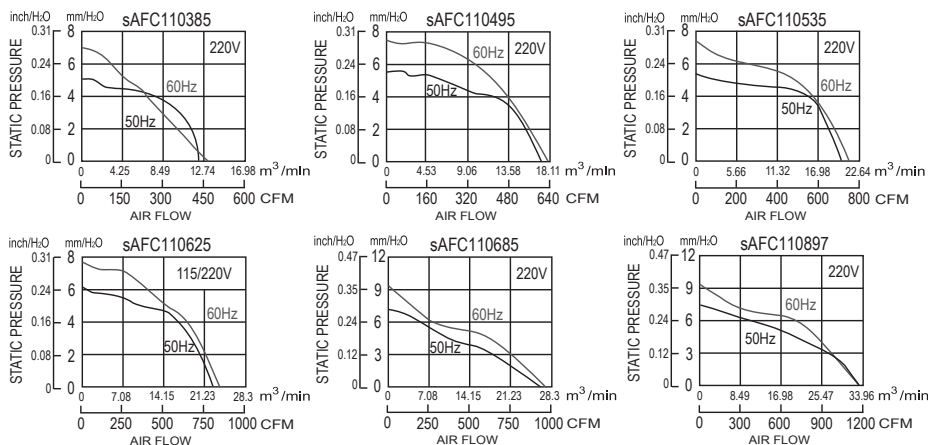 sAFC110385
inch/H₂O mm/H₂O
220V
60Hz
50Hz
STATIC PRESSURE
0.31 0.24 0.16 0.08 0
8 6 4 2 0
0 4.25 8.49 12.74 16.98 m³/mln
0 150 300 450 600 CFM
AIR FLOW
sAFC110495
inch/H₂O mm/H₂O
220V
60Hz
50Hz
STATIC PRESSURE
0.31 0.24 0.16 0.08 0
8 6 4 2 0
0 4.53 9.06 13.58 18.11 m³/mln
0 160 320 480 640 CFM
AIR FLOW
sAFC110535
inch/H₂O mm/H₂O
220V
60Hz
50Hz
STATIC PRESSURE
0.31 0.24 0.16 0.08 0
8 6 4 2 0
0 5.66 11.32 16.98 22.64 m³/mln
0 200 400 600 800 CFM
AIR FLOW
sAFC110625
inch/H₂O mm/H₂O
115/220V
60Hz
50Hz
STATIC PRESSURE
0.31 0.24 0.16 0.08 0
8 6 4 2 0
0 7.08 14.15 21.23 28.3 m³/mln
0 250 500 750 1000 CFM
AIR FLOW
sAFC110685
inch/H₂O mm/H₂O
220V
60Hz
50Hz
STATIC PRESSURE
0.47 0.35 0.24 0.12 0
12 9 6 3 0
0 7.08 14.15 21.23 28.3 m³/mln
0 250 500 750 1000 CFM
AIR FLOW
sAFC110897
inch/H₂O mm/H₂O
220V
60Hz
50Hz
STATIC PRESSURE
0.47 0.35 0.24 0.12 0
12 9 6 3 0
0 8.49 16.98 25.47 33.96 m³/mln
0 300 600 900 1200 CFM
AIR FLOW